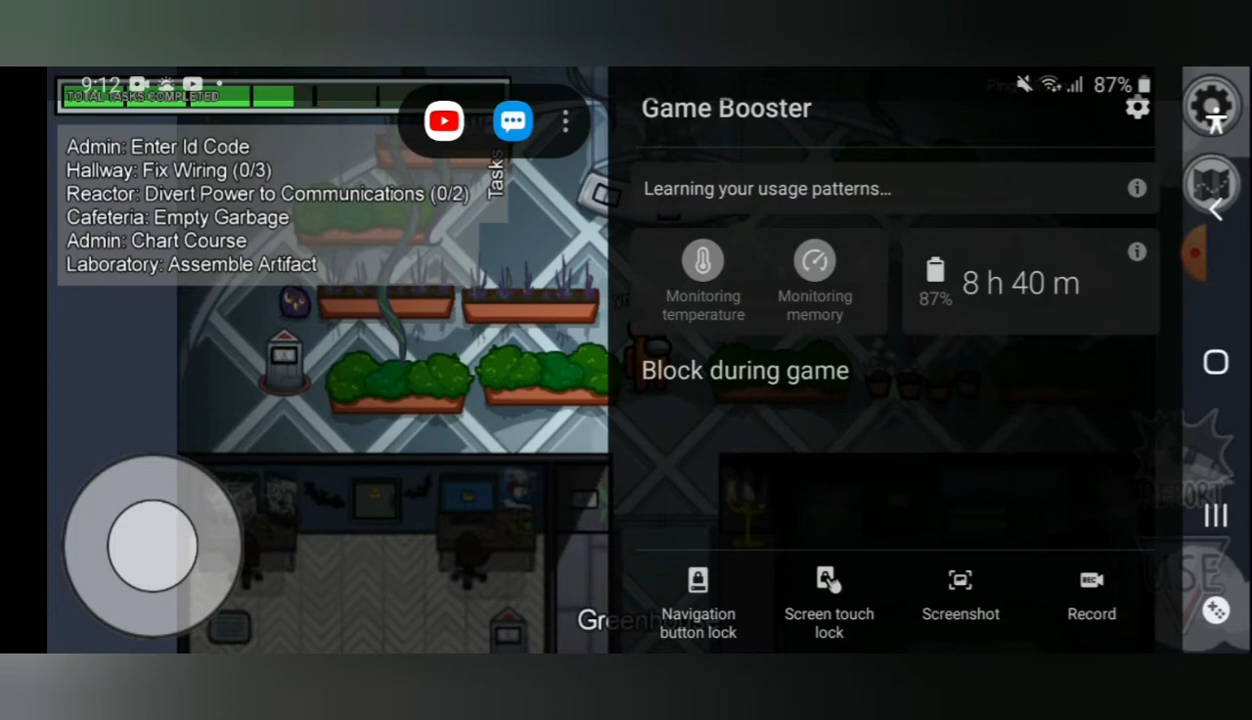 9:12
87%
TOTAL TASKS COMPLETED
Admin: Enter Id Code
Hallway: Fix Wiring (0/3)
Reactor: Divert Power to Communications (0/2)
Cafeteria: Empty Garbage
Admin: Chart Course
Laboratory: Assemble Artifact
Tasks
Game Booster
Learning your usage patterns...
Monitoring temperature
Monitoring memory
87%
8 h 40 m
Block during game
REPORT
USE
Greenhouse
Navigation button lock
Screen touch lock
Screenshot
REC
Record